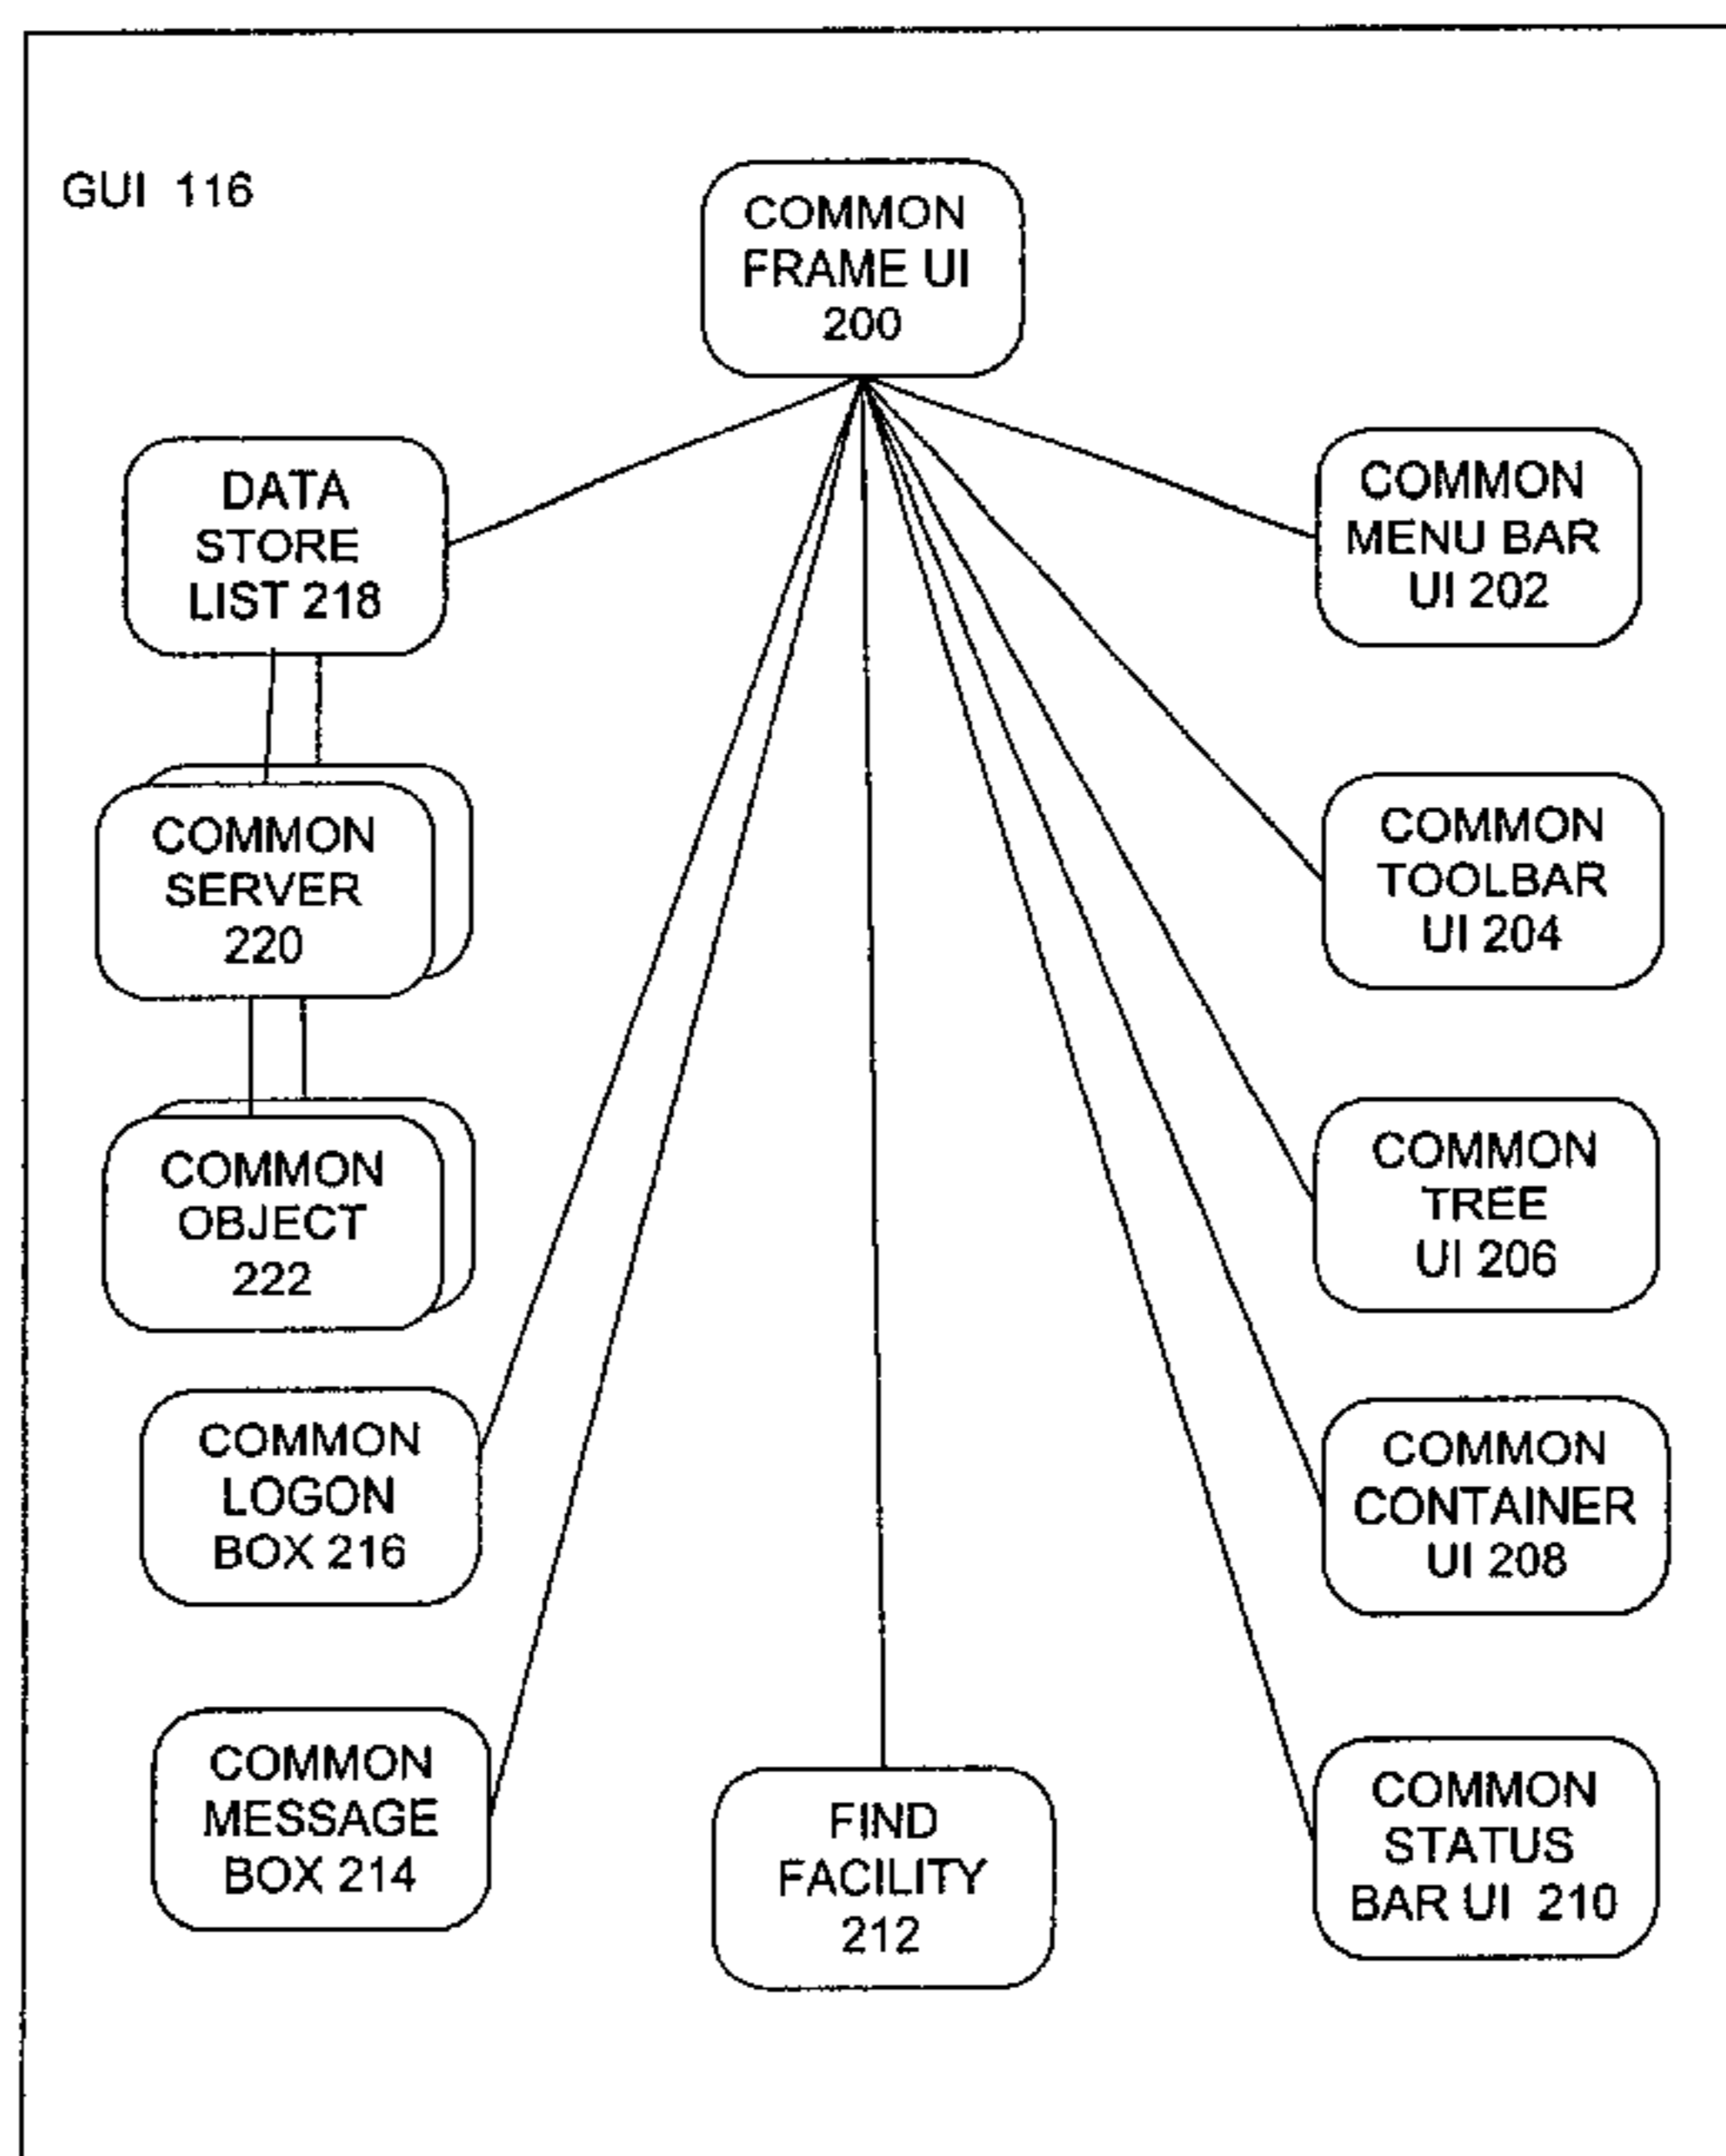 GUI 116
COMMON
FRAME UI
200
DATA
STORE
LIST 218
COMMON
MENU BAR
UI 202
COMMON
SERVER
220
COMMON
TOOLBAR
UI 204
COMMON
OBJECT
222
COMMON
TREE
UI 206
COMMON
LOGON
BOX 216
COMMON
CONTAINER
UI 208
COMMON
MESSAGE
BOX 214
FIND
FACILITY
212
COMMON
STATUS
BAR UI 210